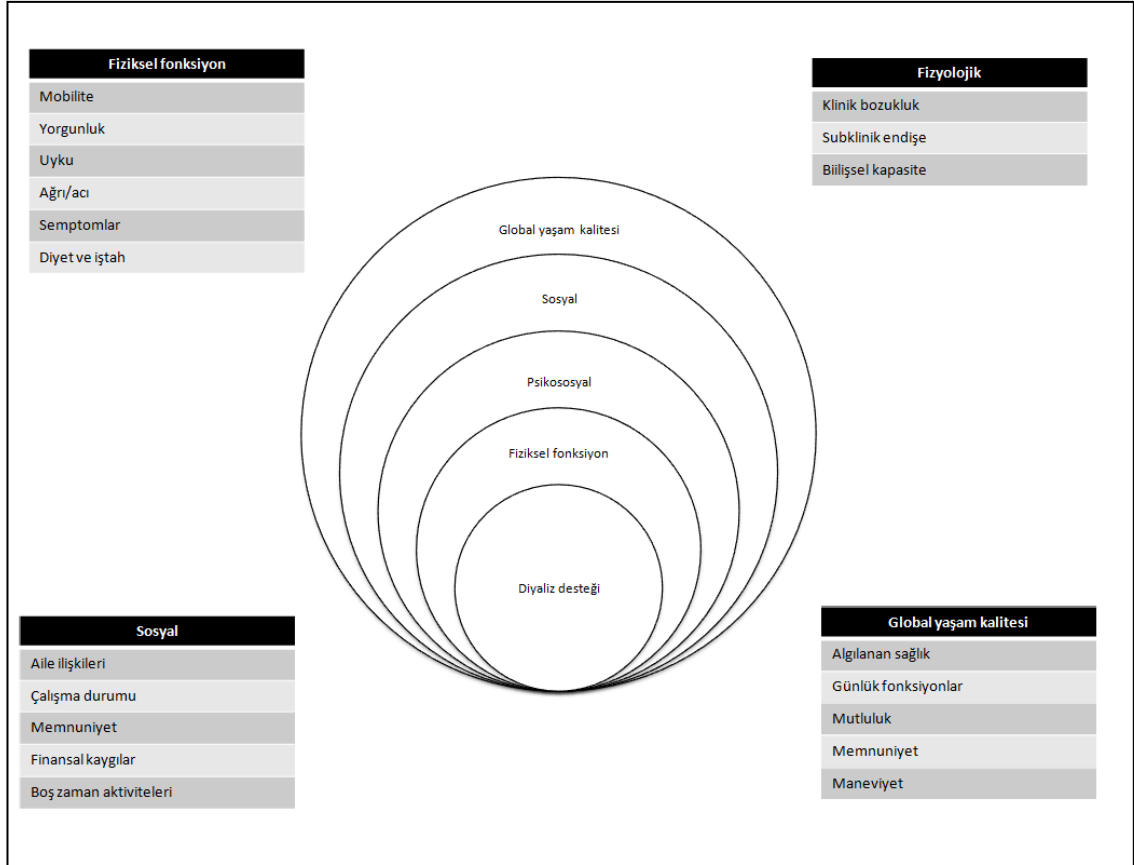 Fiziksel fonksiyon
Mobilite
Yorgunluk
Uyku
Ağrı/acı
Semptomlar
Diyet ve iştah
Fizyolojik
Klinik bozukluk
Subklinik endişe
Biilişsel kapasite
Global yaşam kalitesi
Sosyal
Psikososyal
Fiziksel fonksiyon
Diyaliz desteği
Sosyal
Aile ilişkileri
Çalışma durumu
Memnuniyet
Finansal kaygılar
Boş zaman aktiviteleri
Global yaşam kalitesi
Algılanan sağlık
Günlük fonksiyonlar
Mutluluk
Memnuniyet
Maneviyet